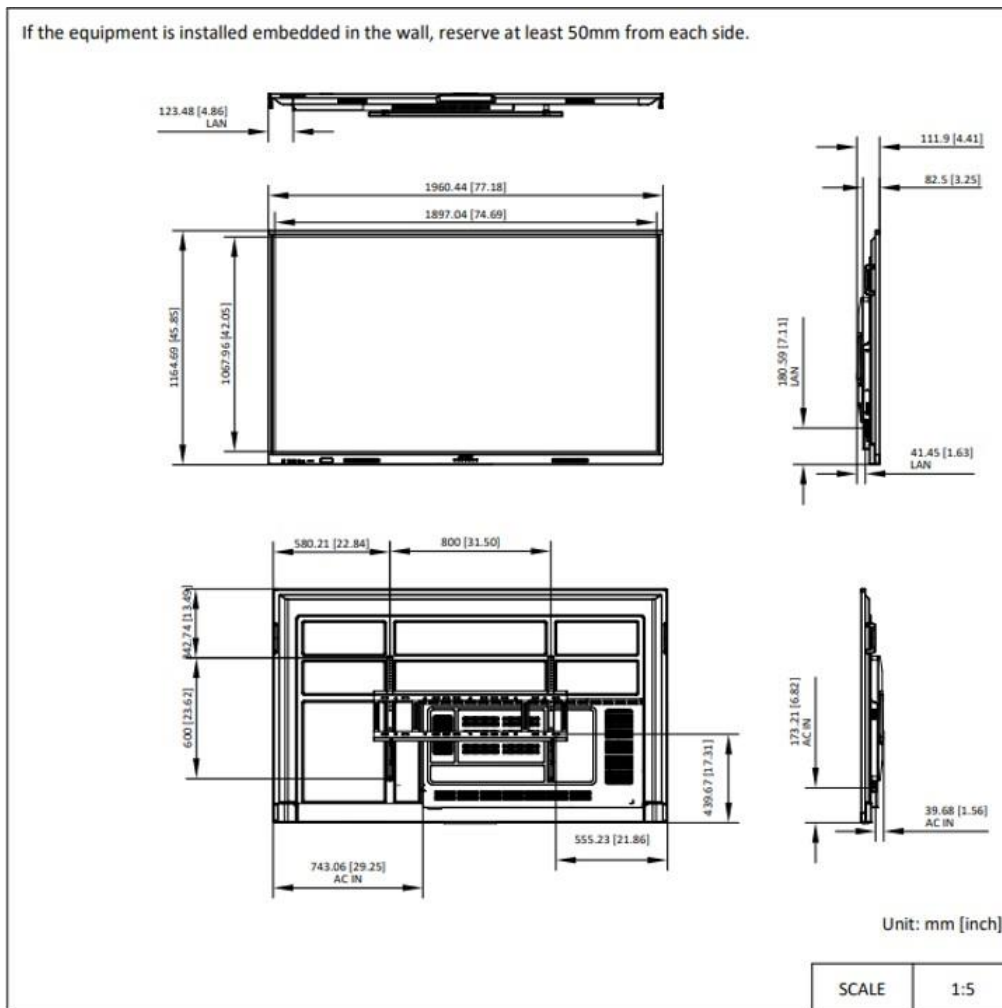 If the equipment is installed embedded in the wall, reserve at least 50mm from each side.
123.48 [4.86]
LAN
111.9 [4.41]
82.5 [3.25]
1960.44 [77.18]
1897.04 [74.69]
1164.69 [45.85]
1067.96 [42.05]
180.59 [7.11]
LAN
41.45 [1.63]
LAN
580.21 [22.84]
800 [31.50]
342.74 [13.49]
600 [23.62]
439.67 [17.31]
173.21 [6.82]
AC IN
39.68 [1.56]
AC IN
555.23 [21.86]
743.06 [29.25]
AC IN
Unit: mm [inch]
SCALE
1:5